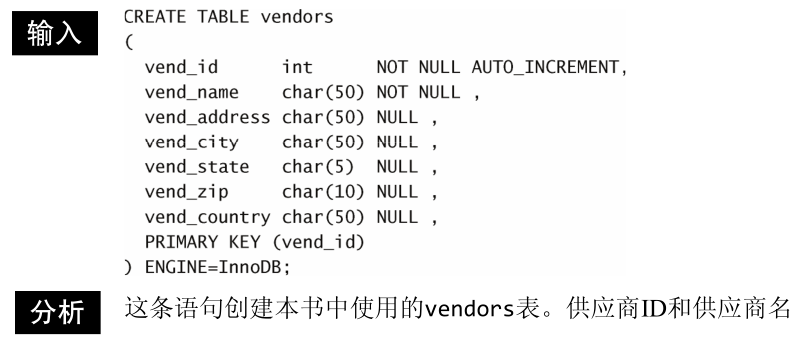 输入
CREATE TABLE vendors
(
  vend_id      int      NOT NULL AUTO_INCREMENT,
  vend_name    char(50) NOT NULL ,
  vend_address char(50) NULL ,
  vend_city    char(50) NULL ,
  vend_state   char(5)  NULL ,
  vend_zip     char(10) NULL ,
  vend_country char(50) NULL ,
  PRIMARY KEY (vend_id)
) ENGINE=InnoDB;
分析 这条语句创建本书中使用的vendors表。供应商ID和供应商名